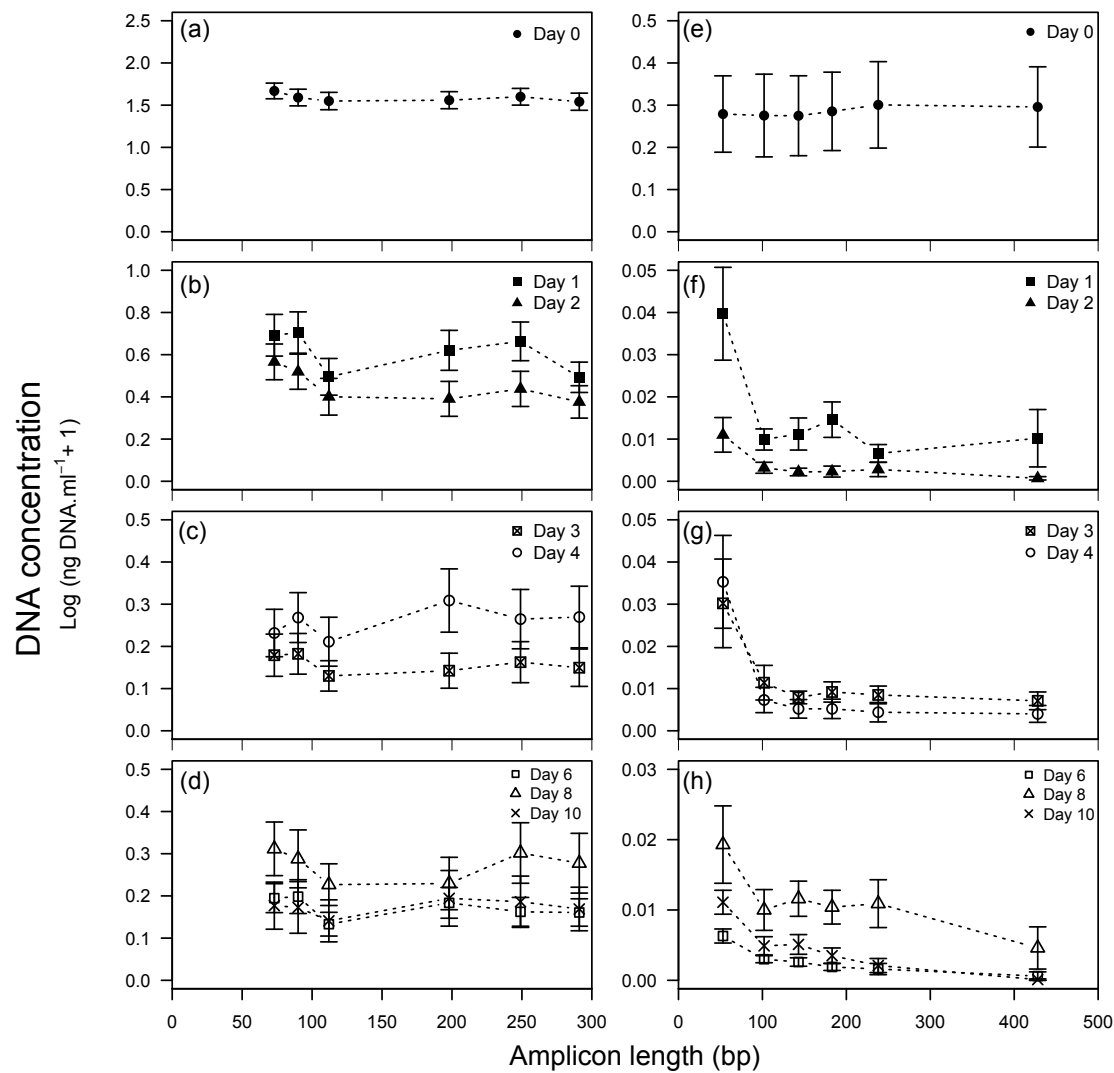 DNA concentration
Log (ng DNA.ml⁻¹+ 1)
(a)
Day 0
2.5
2.0
1.5
1.0
0.5
0.0
(e)
Day 0
0.5
0.4
0.3
0.2
0.1
0.0
(b)
Day 1
Day 2
1.0
0.8
0.6
0.4
0.2
0.0
(f)
Day 1
Day 2
0.05
0.04
0.03
0.02
0.01
0.00
(c)
Day 3
Day 4
0.5
0.4
0.3
0.2
0.1
0.0
(g)
Day 3
Day 4
0.05
0.04
0.03
0.02
0.01
0.00
(d)
Day 6
Day 8
Day 10
0.5
0.4
0.3
0.2
0.1
0.0
0 50 100 150 200 250 300
(h)
Day 6
Day 8
Day 10
0.03
0.02
0.01
0.00
0 100 200 300 400 500
Amplicon length (bp)